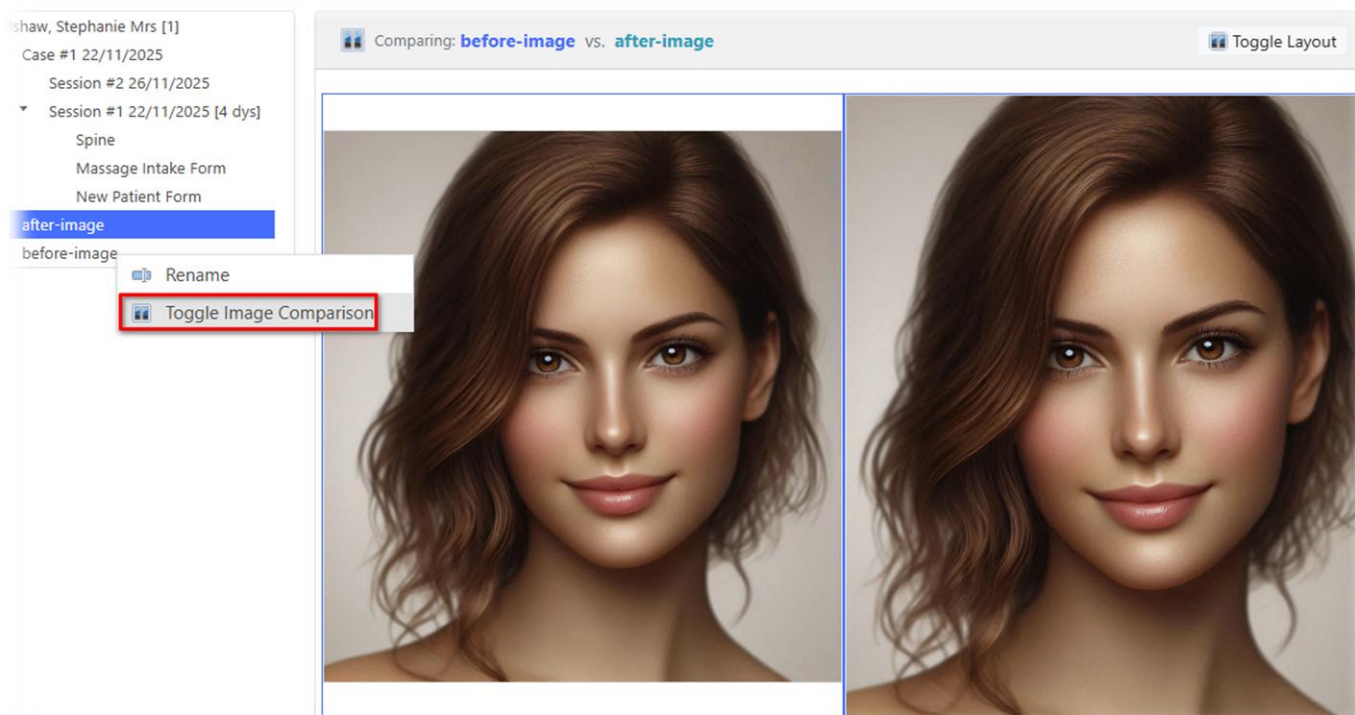 shaw, Stephanie Mrs [1]
Case #1 22/11/2025
Session #2 26/11/2025
Session #1 22/11/2025 [4 dys]
Spine
Massage Intake Form
New Patient Form
after-image
before-image
Rename
Toggle Image Comparison
Comparing: before-image vs. after-image
Toggle Layout